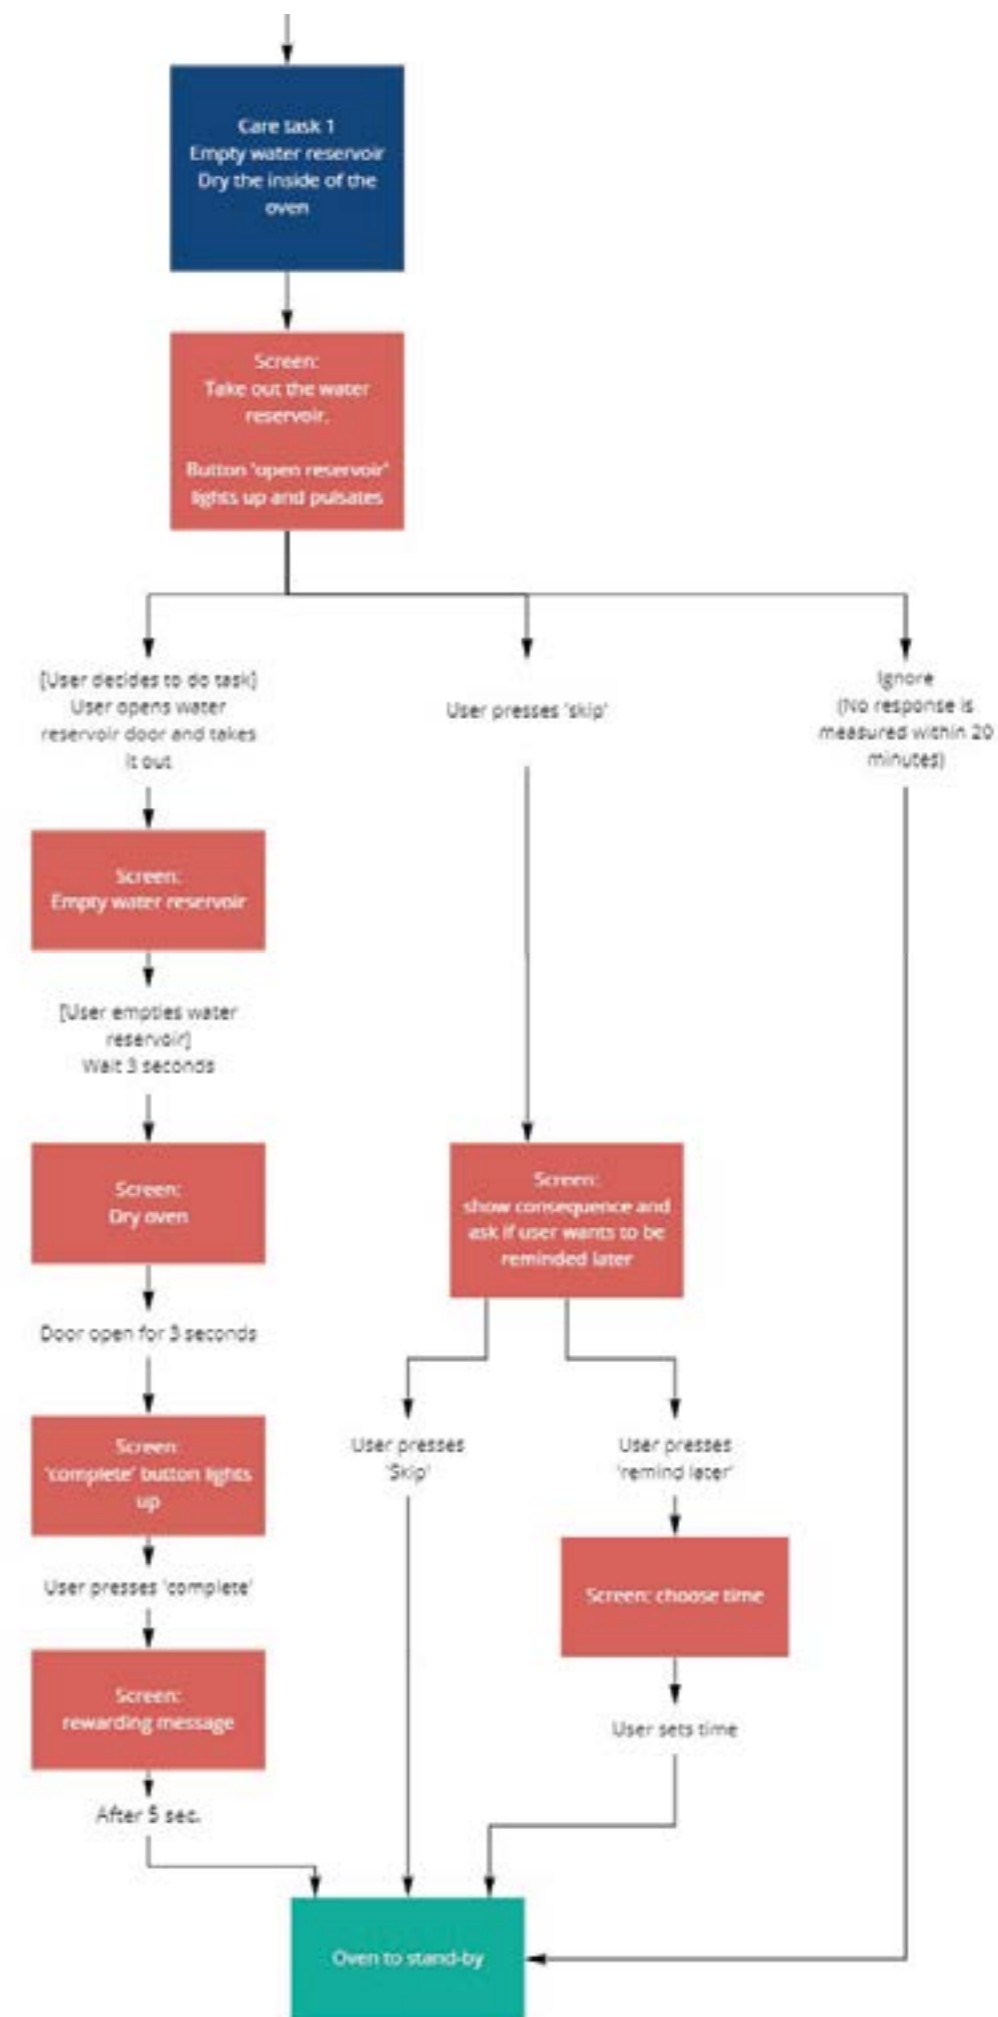 Care task 1
Empty water reservoir
Dry the inside of the
oven
Screen:
Take out the water
reservoir.
Button 'open reservoir'
lights up and pulsates
[User decides to do task]
User opens water
reservoir door and takes
it out
User presses 'skip'
Ignore
(No response is
measured within 20
minutes)
Screen:
Empty water reservoir
[User empties water
reservoir]
Wait 3 seconds
Screen:
Dry oven
Screen:
show consequence and
ask if user wants to be
reminded later
Door open for 3 seconds
Screen:
'complete' button lights
up
User presses
'Skip'
User presses
'remind later'
User presses 'complete'
Screen: choose time
Screen:
rewarding message
User sets time
After 5 sec.
Oven to stand-by